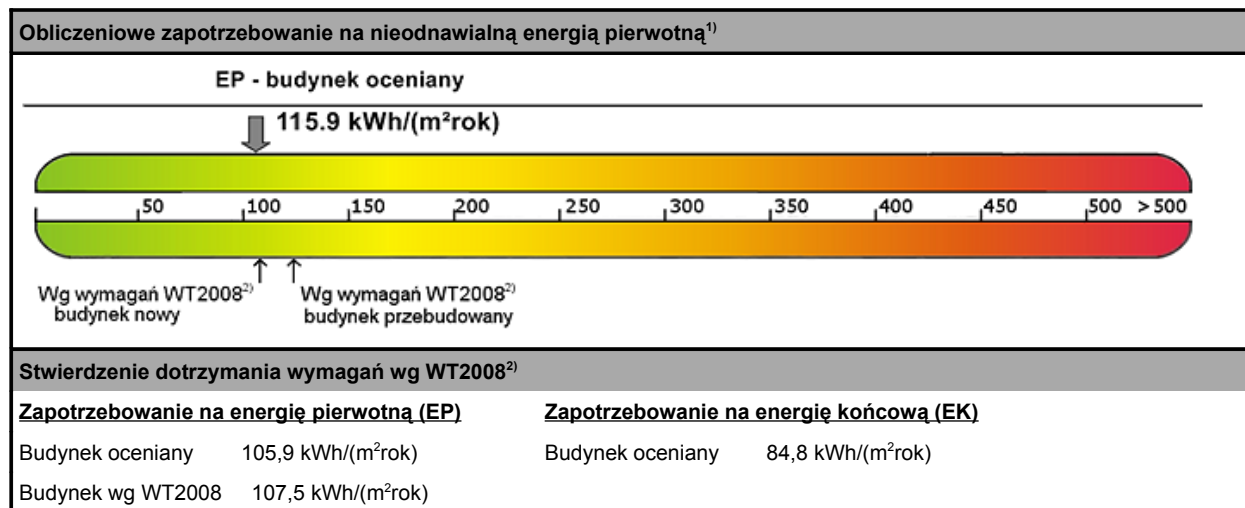 Obliczeniowe zapotrzebowanie na nieodnawialną energią pierwotną1)
EP - budynek oceniany
115.9 kWh/(m²rok)
50 100 150 200 250 300 350 400 450 500 > 500
Wg wymagań WT20082)
budynek nowy
Wg wymagań WT20082)
budynek przebudowany
Stwierdzenie dotrzymania wymagań wg WT20082)
Zapotrzebowanie na energię pierwotną (EP) Zapotrzebowanie na energię końcową (EK)
Budynek oceniany 105,9 kWh/(m2rok) Budynek oceniany 84,8 kWh/(m2rok)
Budynek wg WT2008 107,5 kWh/(m2rok)